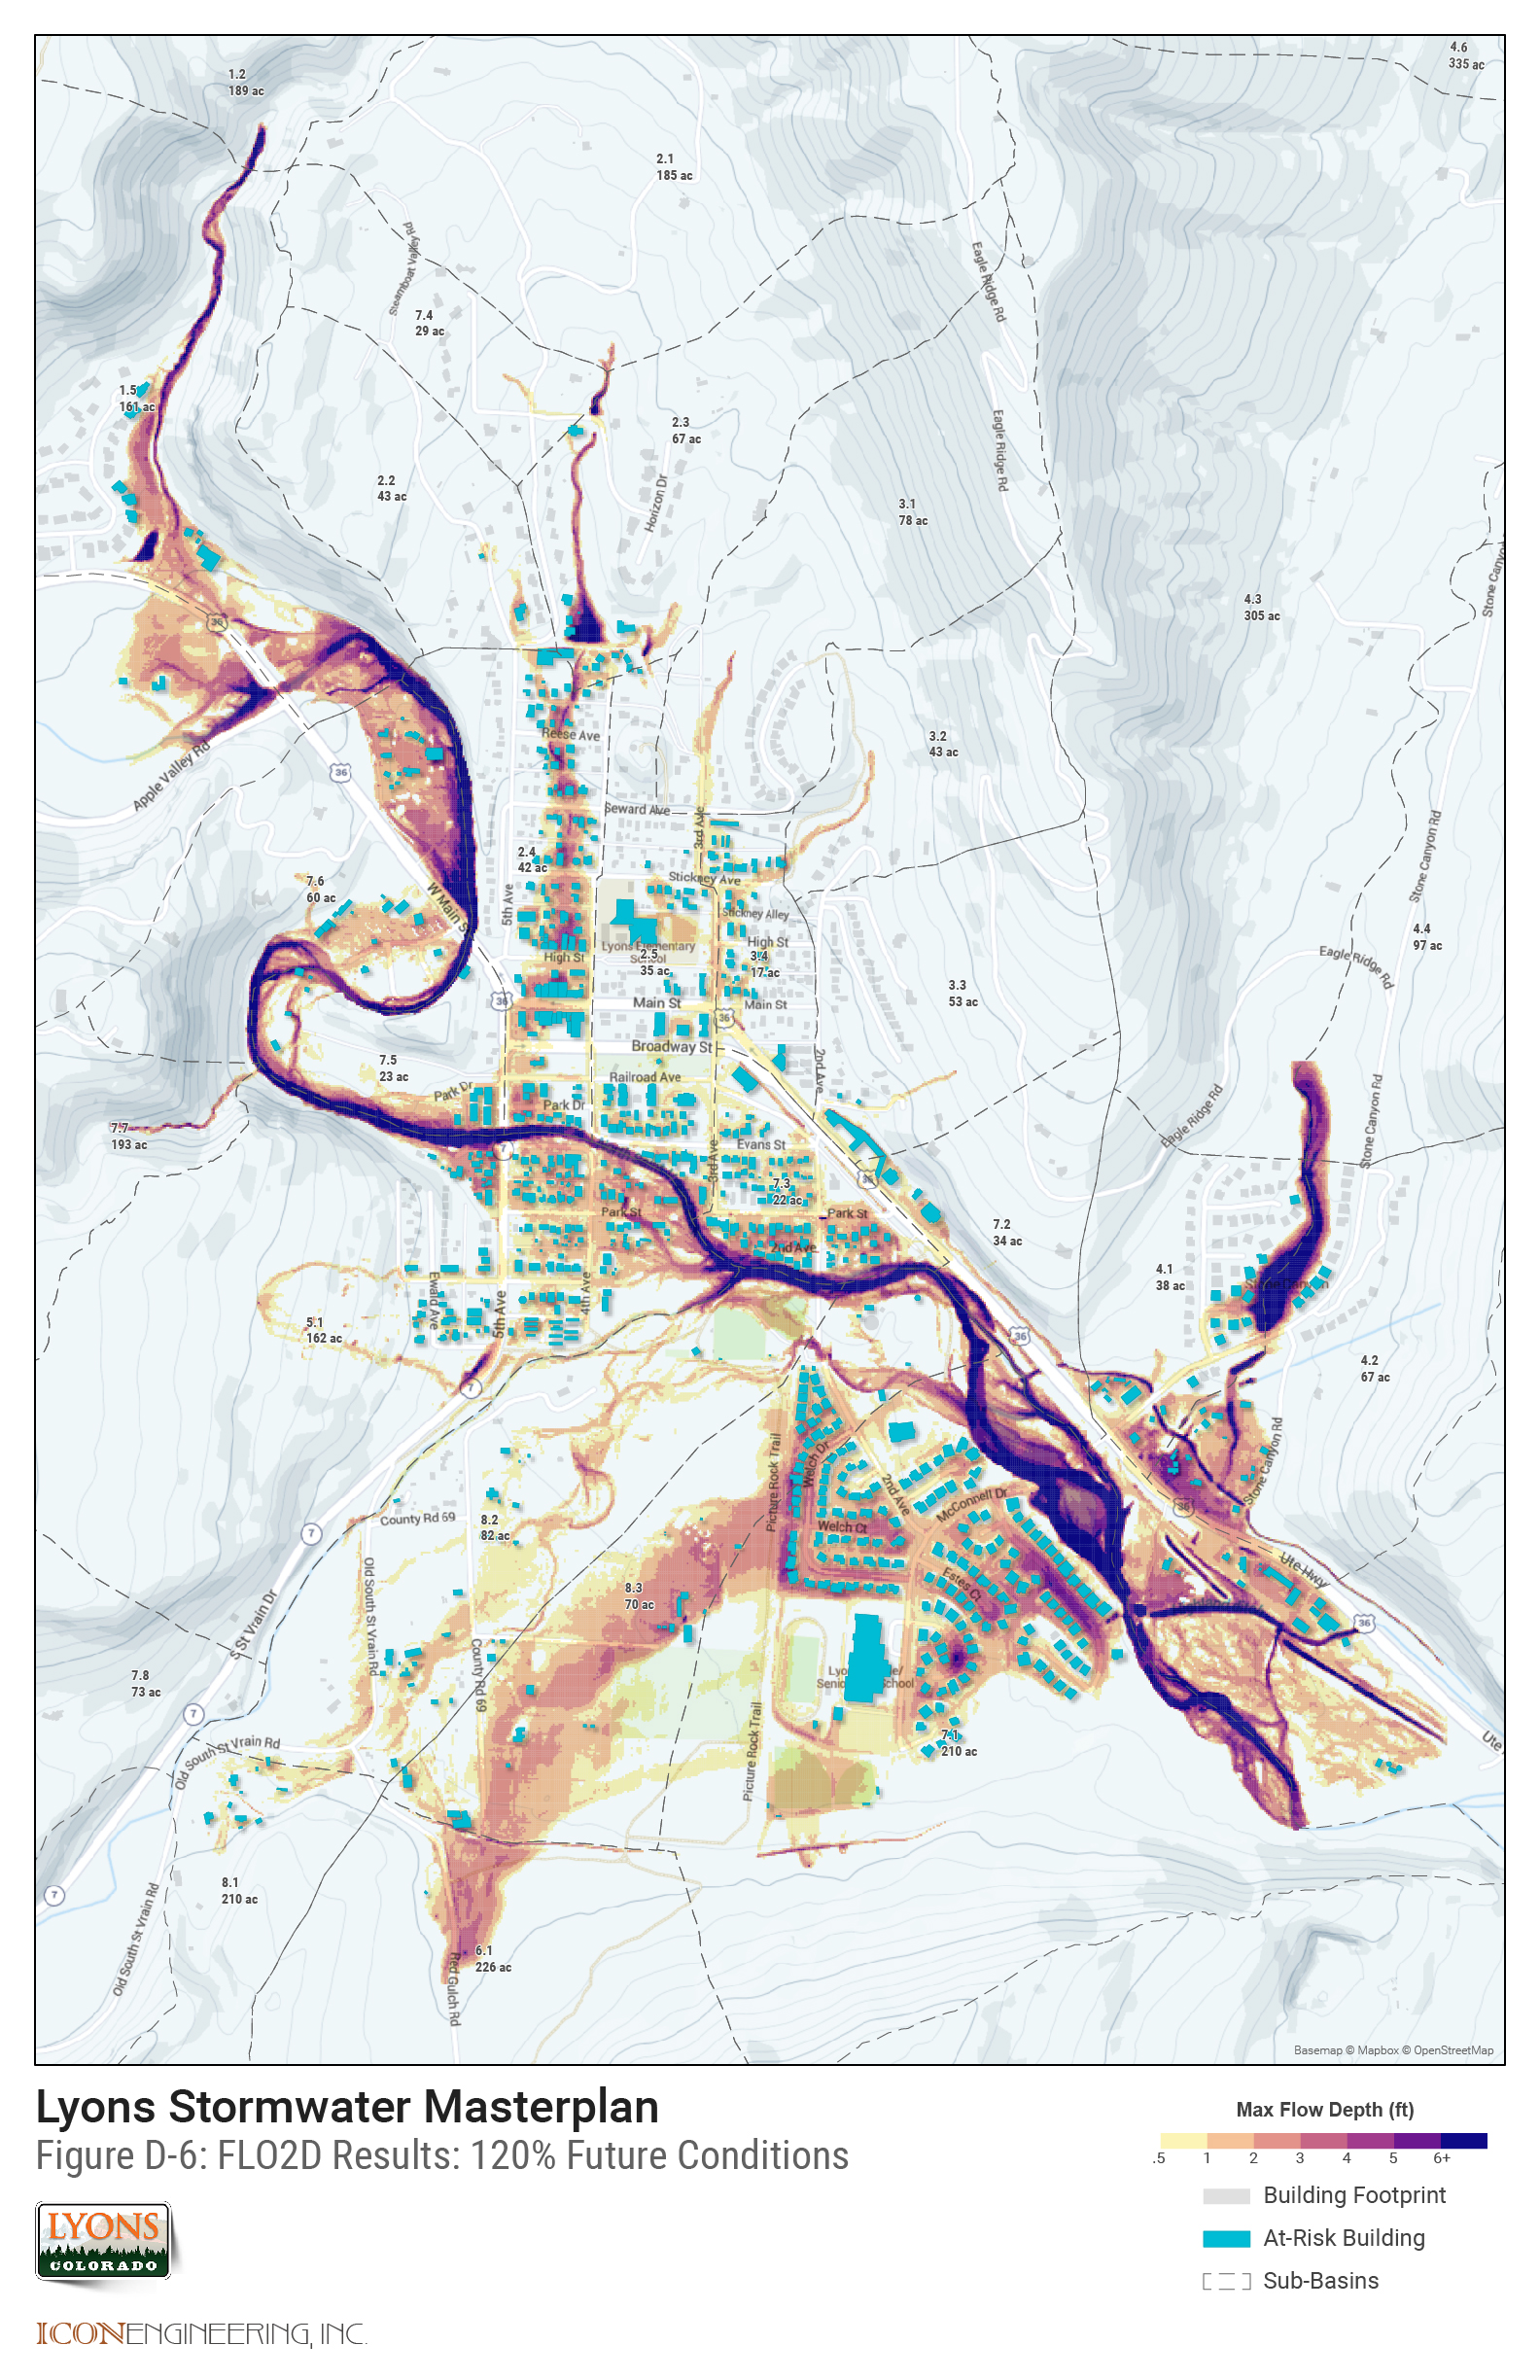 4.6
335 ac
1.2
189 ac
2.1
185 ac
Steamboat Valley Rd
Eagle Ridge Rd
7.4
29 ac
1.5
161 ac
2.3
67 ac
Eagle Ridge Rd
2.2
43 ac
Horizon Dr
3.1
78 ac
4.3
305 ac
36
Reese Ave
3.2
43 ac
Apple Valley Rd
36
Seward Ave
3rd Ave
2.4
42 ac
Stickney Ave
Stone Canyon Rd
7.6
60 ac
W Main St
5th Ave
Stickney Alley
Lyons Elementary
School
High St
High St
2.5
35 ac
3.4
17 ac
4.4
97 ac
Eagle Ridge Rd
3.3
53 ac
36
Main St
Main St
36
Broadway St
7.5
23 ac
Railroad Ave
2nd Ave
Park Dr
Park Dr
Eagle Ridge Rd
Stone Canyon Rd
7.7
193 ac
7
Evans St
3rd Ave
36
7.3
22 ac
Park St
Park St
2nd Ave
7.2
34 ac
4.1
38 ac
Ewald Ave
5th Ave
4th Ave
5.1
162 ac
36
4.2
67 ac
7
Picture Rock Trail
Welch Dr
2nd Ave
McConnell Dr
Stone Canyon Rd
36
County Rd 69
8.2
82 ac
7
Welch Ct
Ute Hwy
Old South St Vrain Rd
8.3
70 ac
Estes Ct
36
S St Vrain Dr
County Rd 69
7.8
73 ac
7
Picture Rock Trail
7.1
210 ac
Ute
Old South St Vrain Rd
8.1
210 ac
7
Old South St Vrain Rd
6.1
226 ac
Red Gulch Rd
Basemap © Mapbox © OpenStreetMap
Lyons Stormwater Masterplan
Figure D-6: FLO2D Results: 120% Future Conditions
Max Flow Depth (ft)
.5 1 2 3 4 5 6+
Building Footprint
At-Risk Building
Sub-Basins
LYONS
COLORADO
ICON ENGINEERING, INC.